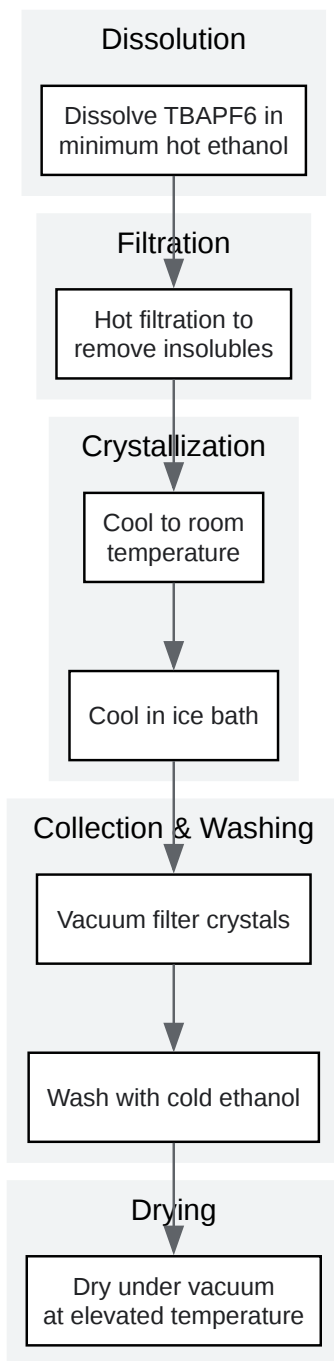 Dissolution
Dissolve TBAPF6 in
minimum hot ethanol
Filtration
Hot filtration to
remove insolubles
Crystallization
Cool to room
temperature
Cool in ice bath
Collection & Washing
Vacuum filter crystals
Wash with cold ethanol
Drying
Dry under vacuum
at elevated temperature